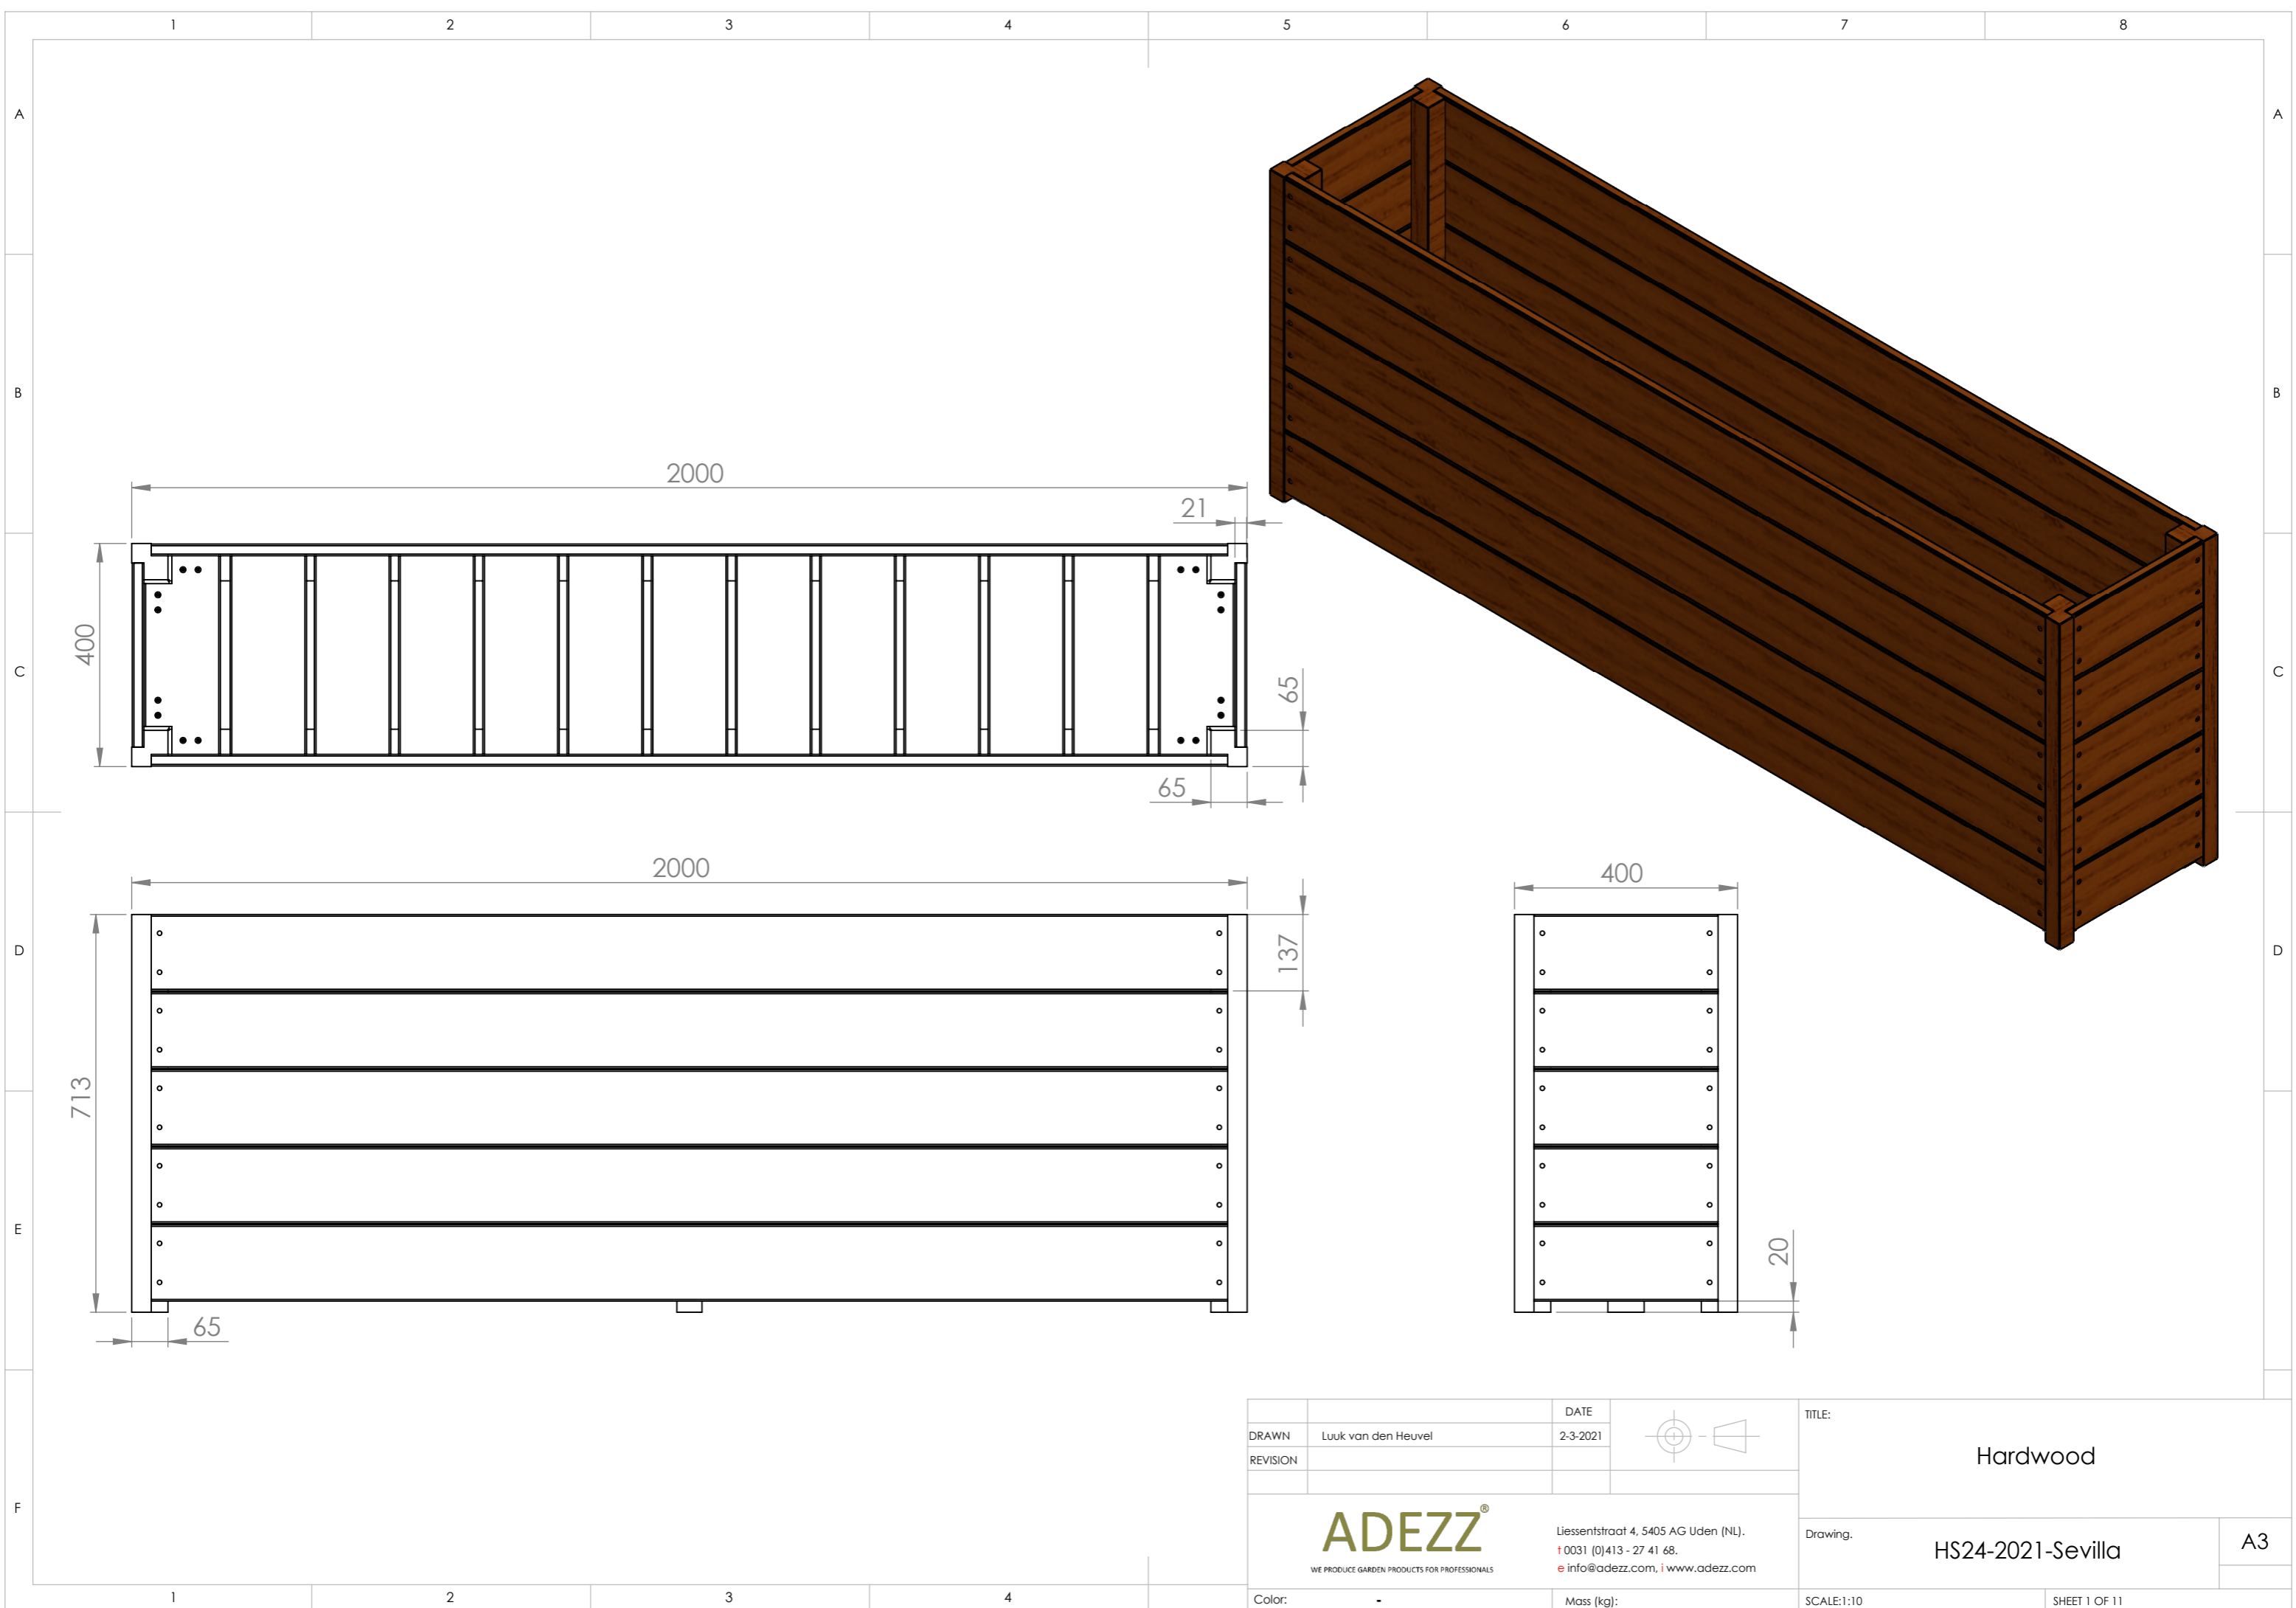 1 2 3 4 5 6 7 8
A A
B B
C C
D D
E
F
2000
21
400
65
65
2000
137
713
65
400
20
DATE
DRAWN Luuk van den Heuvel 2-3-2021
REVISION
TITLE:
Hardwood
ADEZZ®
WE PRODUCE GARDEN PRODUCTS FOR PROFESSIONALS
Liessentstraat 4, 5405 AG Uden (NL).
t 0031 (0)413 - 27 41 68.
e info@adezz.com, i www.adezz.com
Drawing.
HS24-2021-Sevilla
A3
Color: -
Mass (kg):
SCALE:1:10
SHEET 1 OF 11
1 2 3 4